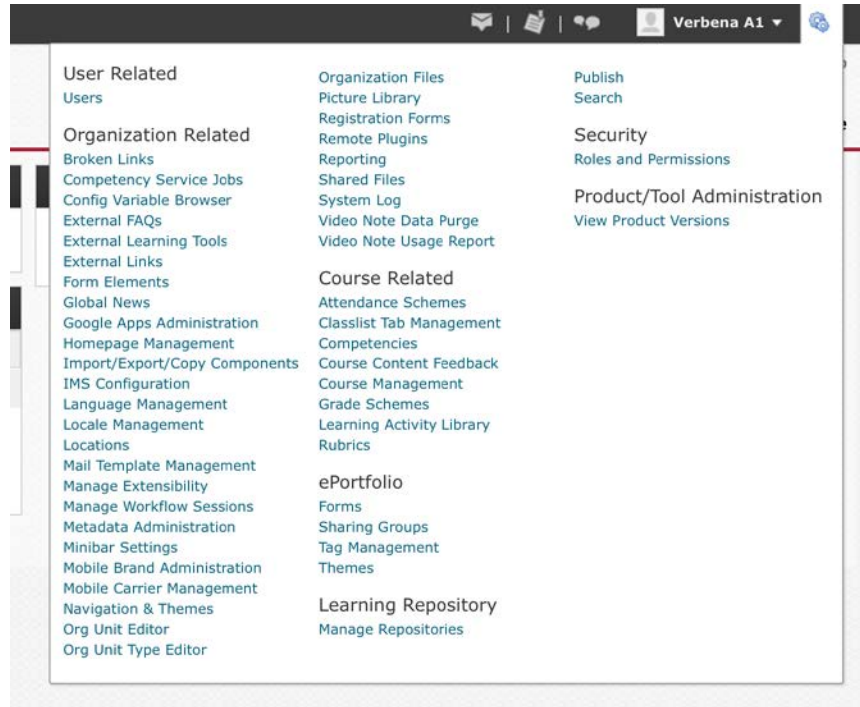 Verbena A1
User Related
Users
Organization Related
Broken Links
Competency Service Jobs
Config Variable Browser
External FAQs
External Learning Tools
External Links
Form Elements
Global News
Google Apps Administration
Homepage Management
Import/Export/Copy Components
IMS Configuration
Language Management
Locale Management
Locations
Mail Template Management
Manage Extensibility
Manage Workflow Sessions
Metadata Administration
Minibar Settings
Mobile Brand Administration
Mobile Carrier Management
Navigation & Themes
Org Unit Editor
Org Unit Type Editor
Organization Files
Picture Library
Registration Forms
Remote Plugins
Reporting
Shared Files
System Log
Video Note Data Purge
Video Note Usage Report
Course Related
Attendance Schemes
Classlist Tab Management
Competencies
Course Content Feedback
Course Management
Grade Schemes
Learning Activity Library
Rubrics
ePortfolio
Forms
Sharing Groups
Tag Management
Themes
Learning Repository
Manage Repositories
Publish
Search
Security
Roles and Permissions
Product/Tool Administration
View Product Versions